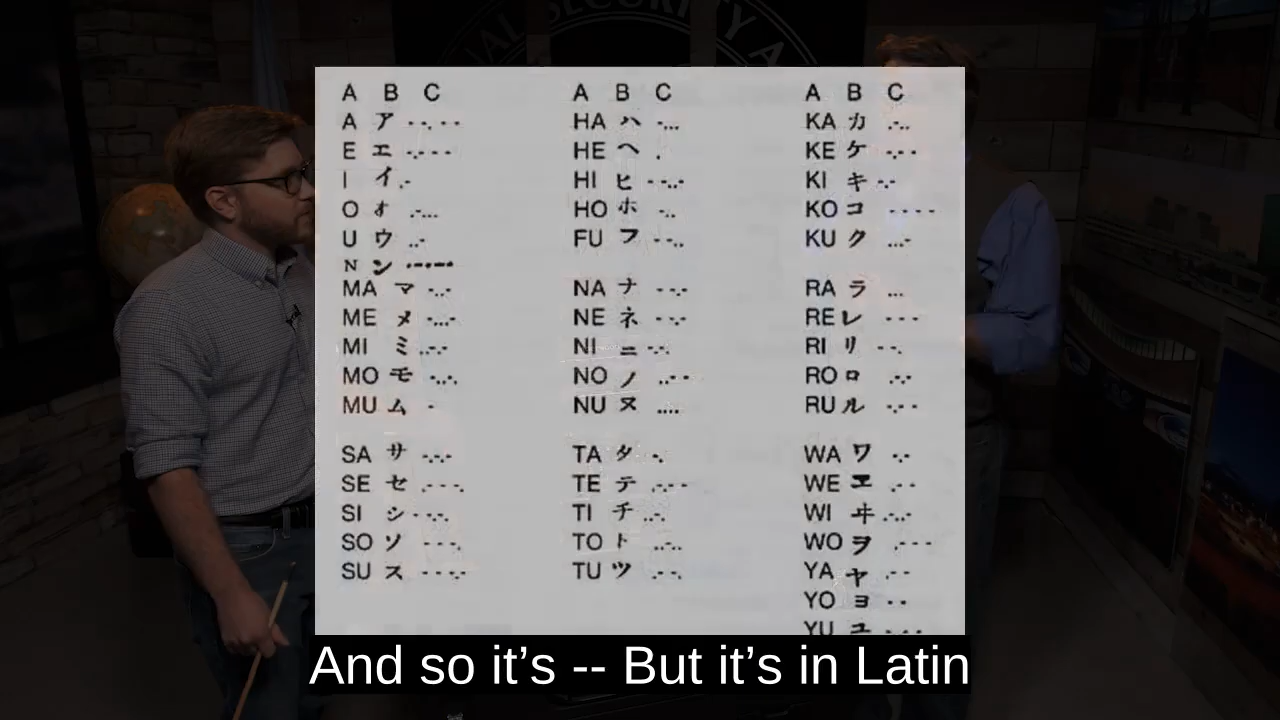 NAL SECURITY A
A B C
A ア --.--
E エ -.---
I イ .-
O オ .-...
U ウ ..-
N ン .-.-.
MA マ -..-
ME メ -...-
MI ミ ..-.-
MO モ -..-.
MU ム -
SA サ -.-.-
SE セ .---.
SI シ --.-.
SO ソ ---.
SU ス ---.-
A B C
HA ハ -...
HE ヘ .
HI ヒ --..-
HO ホ -..
FU フ --..
NA ナ .-.
NE ネ --.-
NI ニ -.-.
NO ノ ..--
NU ヌ ....
TA タ -.
TE テ .-.--
TI チ ..-.
TO ト ..-..
TU ツ .--.
A B C
KA カ .-..
KE ケ -.--
KI キ -.-.
KO コ ----
KU ク ...-
RA ラ ...
RE レ ---
RI リ --.
RO ロ .-.-
RU ル -.--
WA ワ -.-
WE ヱ .--
WI ヰ .-..-
WO ヲ .---
YA ヤ .--
YO ヨ --
YU ユ
And so it’s -- But it’s in Latin